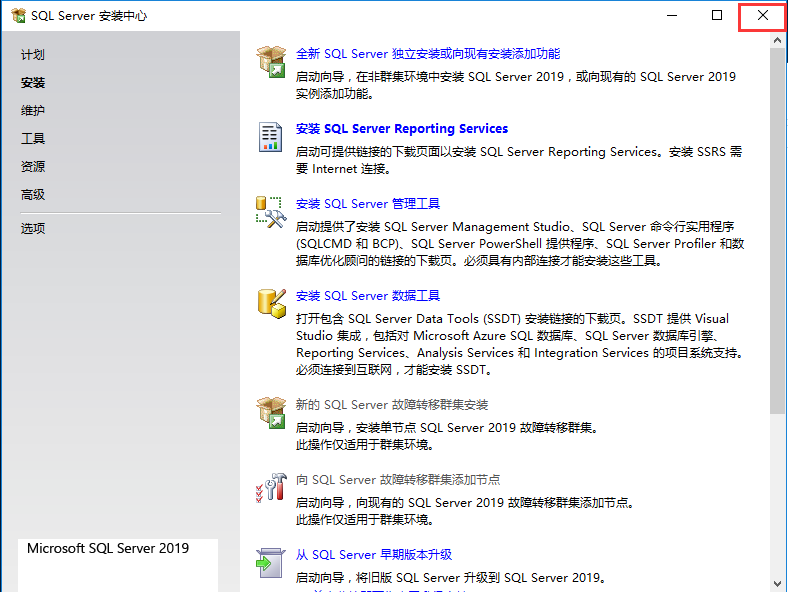 SQL Server 安装中心
计划
安装
维护
工具
资源
高级
选项
Microsoft SQL Server 2019
全新 SQL Server 独立安装或向现有安装添加功能
启动向导，在非群集环境中安装 SQL Server 2019，或向现有的 SQL Server 2019
实例添加功能。
安装 SQL Server Reporting Services
启动可提供链接的下载页面以安装 SQL Server Reporting Services。安装 SSRS 需
要 Internet 连接。
安装 SQL Server 管理工具
启动提供了安装 SQL Server Management Studio、SQL Server 命令行实用程序
(SQLCMD 和 BCP)、SQL Server PowerShell 提供程序、SQL Server Profiler 和数
据库优化顾问的链接的下载页。必须具有内部连接才能安装这些工具。
安装 SQL Server 数据工具
打开包含 SQL Server Data Tools (SSDT) 安装链接的下载页。SSDT 提供 Visual
Studio 集成，包括对 Microsoft Azure SQL 数据库、SQL Server 数据库引擎、
Reporting Services、Analysis Services 和 Integration Services 的项目系统支持。
必须连接到互联网，才能安装 SSDT。
新的 SQL Server 故障转移群集安装
启动向导，安装单节点 SQL Server 2019 故障转移群集。
此操作仅适用于群集环境。
向 SQL Server 故障转移群集添加节点
启动向导，向现有的 SQL Server 2019 故障转移群集添加节点。
此操作仅适用于群集环境。
从 SQL Server 早期版本升级
启动向导，将旧版 SQL Server 升级到 SQL Server 2019。